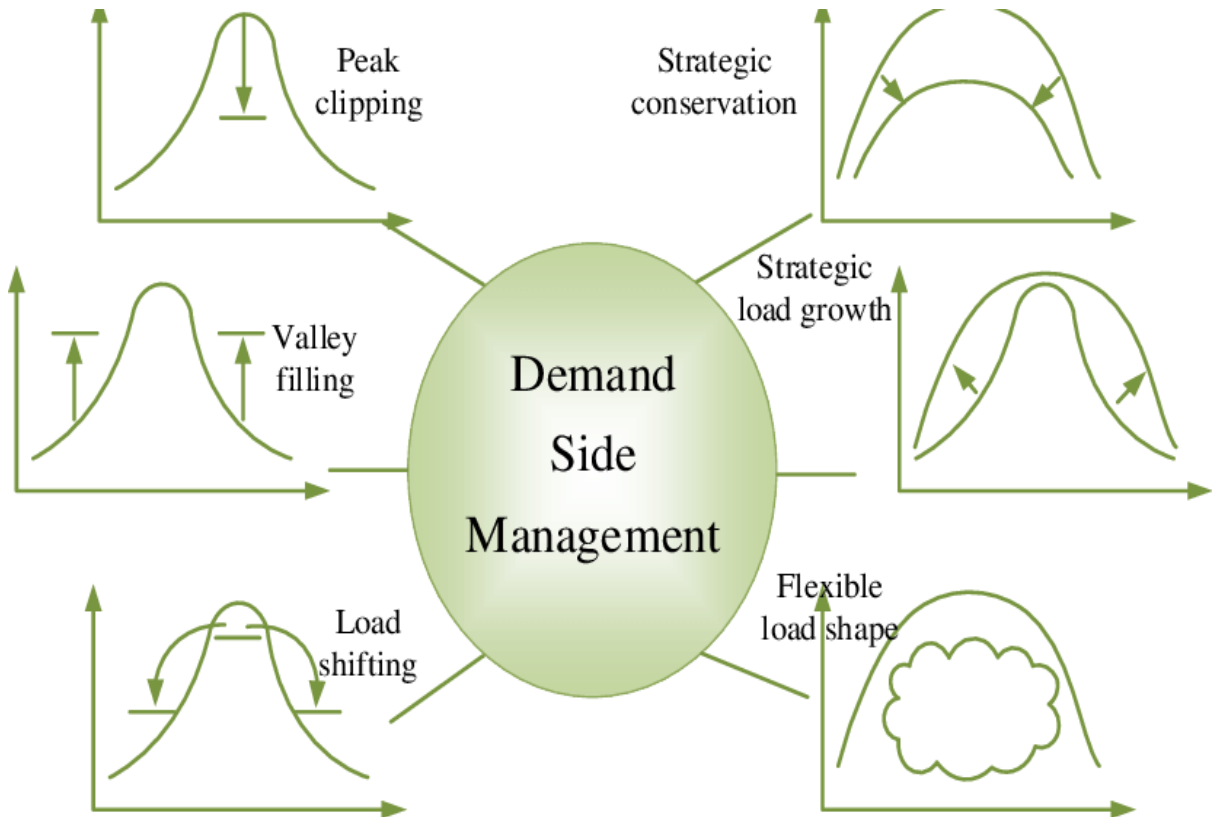 Peak
clipping
Strategic
conservation
Valley
filling
Strategic
load growth
Demand
Side
Management
Load
shifting
Flexible
load shape